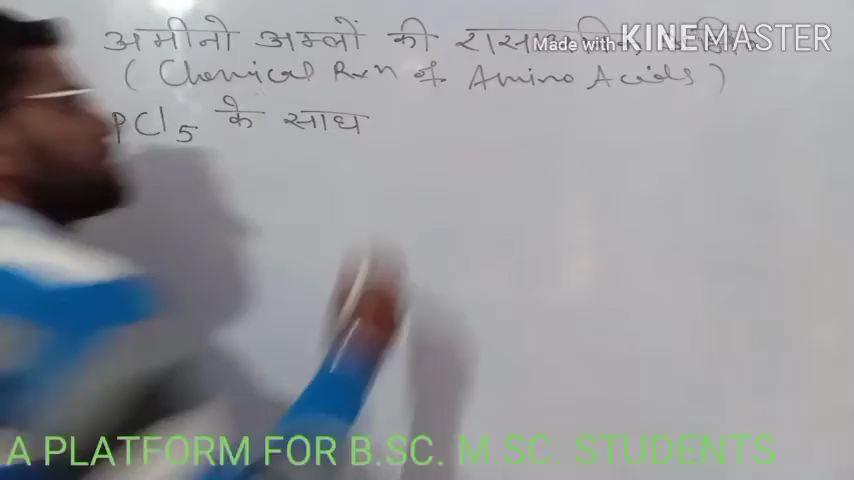 अमीनो अम्लों की
Made with KINEMASTER
( Chemical Rxn of Amino Acids )
PCl5 के साथ
A PLATFORM FOR B.SC. M.SC. STUDENTS